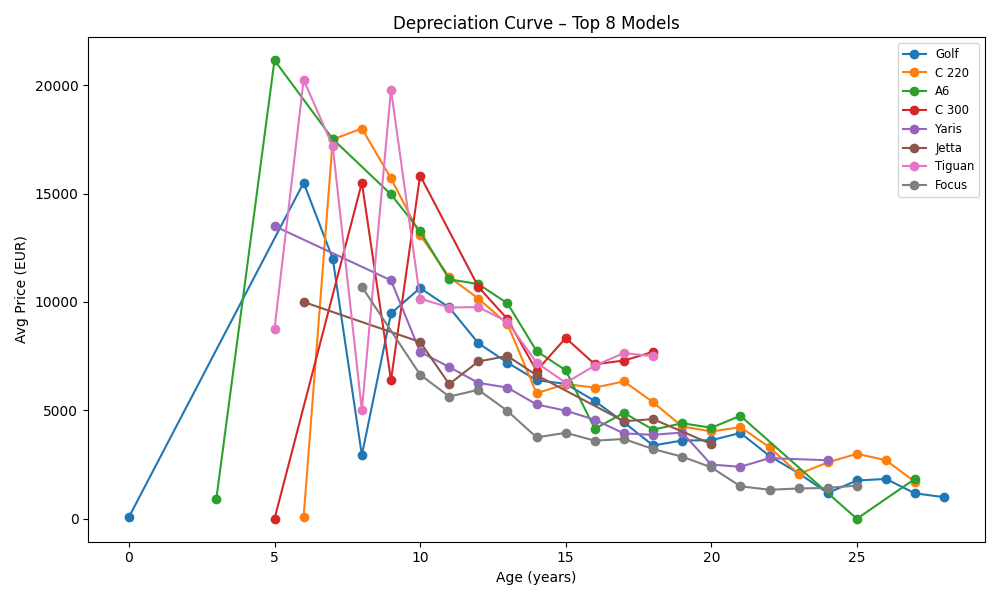 Depreciation Curve – Top 8 Models
Golf
C 220
A6
C 300
Yaris
Jetta
Tiguan
Focus
Avg Price (EUR)
20000
15000
10000
5000
0
0 5 10 15 20 25
Age (years)